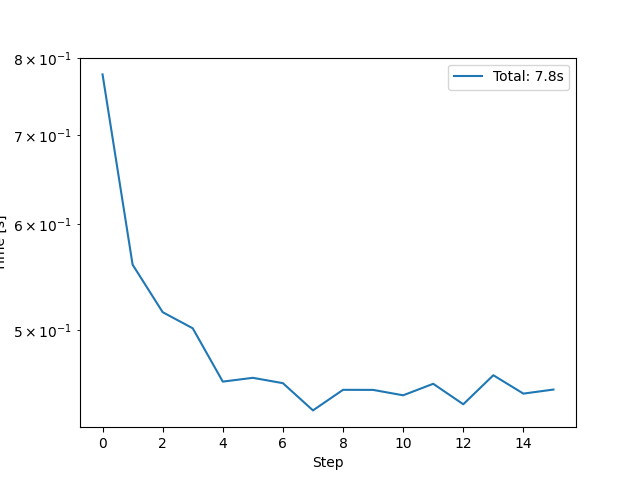 8 × 10⁻¹
Total: 7.8s
7 × 10⁻¹
6 × 10⁻¹
[s]
5 × 10⁻¹
0 2 4 6 8 10 12 14
Step